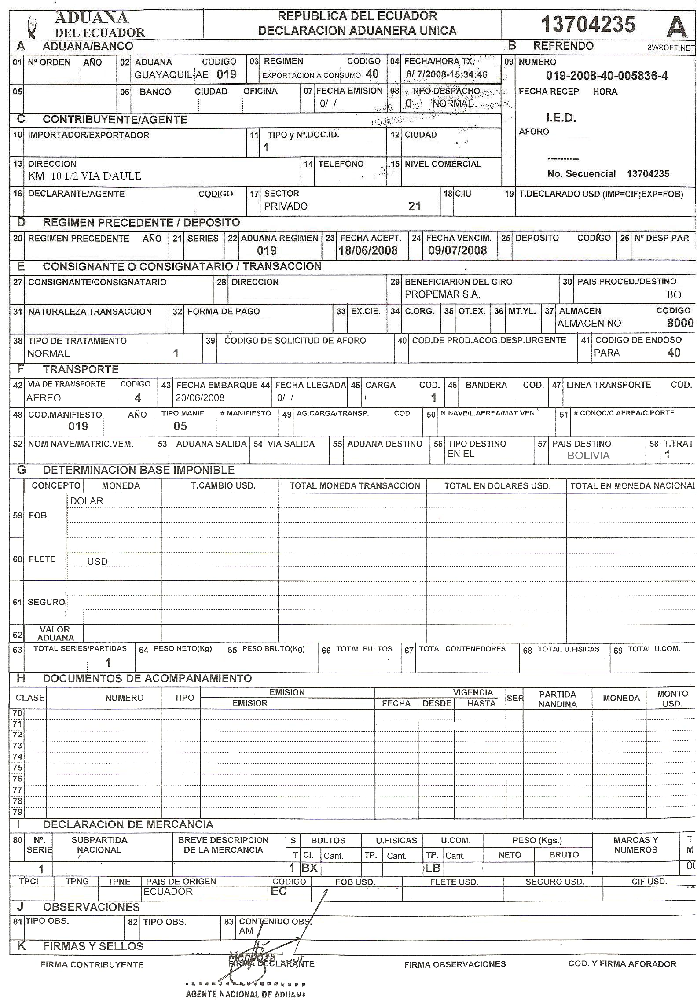 ADUANA
DEL ECUADOR
REPUBLICA DEL ECUADOR
DECLARACION ADUANERA UNICA
13704235 A
A ADUANA/BANCO
B REFRENDO 3WSOFT.NET
01 Nº ORDEN AÑO 02 ADUANA CODIGO 03 REGIMEN CODIGO 04 FECHA/HORA TX. 09 NUMERO
GUAYAQUIL-AE 019 EXPORTACION A CONSUMO 40 8/ 7/2008-15:34:46 019-2008-40-005836-4
05 06 BANCO CIUDAD OFICINA 07 FECHA EMISIÓN 08 TIPO DESPACHO FECHA RECEP HORA
0/ / 0 NORMAL
C CONTRIBUYENTE/AGENTE I.E.D.
10 IMPORTADOR/EXPORTADOR 11 TIPO y Nª.DOC.ID. 12 CIUDAD AFORO
1
----------
13 DIRECCION 14 TELEFONO 15 NIVEL COMERCIAL
KM 10 1/2 VIA DAULE No. Secuencial 13704235
16 DECLARANTE/AGENTE CODIGO 17 SECTOR 18 CIIU 19 T.DECLARADO USD (IMP=CIF;EXP=FOB)
PRIVADO 21
D REGIMEN PRECEDENTE / DEPOSITO
20 REGIMEN PRECEDENTE AÑO 21 SERIES 22 ADUANA REGIMEN 23 FECHA ACEPT. 24 FECHA VENCIM. 25 DEPOSITO CODIGO 26 Nº DESP PAR
019 18/06/2008 09/07/2008
E CONSIGNANTE O CONSIGNATARIO / TRANSACCION
27 CONSIGNANTE/CONSIGNATARIO 28 DIRECCION 29 BENEFICIARION DEL GIRO 30 PAIS PROCED./DESTINO
PROPEMAR S.A. BO
31 NATURALEZA TRANSACCION 32 FORMA DE PAGO 33 EX.CIE. 34 C.ORG. 35 OT.EX. 36 MT.YL. 37 ALMACEN CODIGO
ALMACEN NO 8000
38 TIPO DE TRATAMIENTO 39 CODIGO DE SOLICITUD DE AFORO 40 COD.DE PROD.ACOG.DESP.URGENTE 41 CODIGO DE ENDOSO
NORMAL 1 PARA 40
F TRANSPORTE
42 VIA DE TRANSPORTE CODIGO 43 FECHA EMBARQUE 44 FECHA LLEGADA 45 CARGA COD. 46 BANDERA COD. 47 LINEA TRANSPORTE COD.
AEREO 4 20/06/2008 0/ / 1
48 COD.MANIFIESTO AÑO TIPO MANIF. # MANIFIESTO 49 AG.CARGA/TRANSP. COD. 50 N.NAVE/L.AEREA/MAT VEN 51 # CONOC/C.AEREA/C.PORTE
019 05
52 NOM NAVE/MATRIC.VEM. 53 ADUANA SALIDA 54 VIA SALIDA 55 ADUANA DESTINO 56 TIPO DESTINO 57 PAIS DESTINO 58 T.TRAT
EN EL BOLIVIA 1
G DETERMINACION BASE IMPONIBLE
CONCEPTO MONEDA T.CAMBIO USD. TOTAL MONEDA TRANSACCION TOTAL EN DOLARES USD. TOTAL EN MONEDA NACIONAL
DOLAR
59 FOB
60 FLETE USD
61 SEGURO
62 VALOR
ADUANA
63 TOTAL SERIES/PARTIDAS 64 PESO NETO(Kg) 65 PESO BRUTO(Kg) 66 TOTAL BULTOS 67 TOTAL CONTENEDORES 68 TOTAL U.FISICAS 69 TOTAL U.COM.
1
H DOCUMENTOS DE ACOMPAÑAMIENTO
CLASE NUMERO TIPO EMISION VIGENCIA SER PARTIDA NANDINA MONEDA MONTO USD.
EMISIOR FECHA DESDE HASTA
70
71
72
73
74
75
76
77
78
79
I DECLARACION DE MERCANCIA
80 Nº. SUBPARTIDA BREVE DESCRIPCION S BULTOS U.FISICAS U.COM. PESO (Kgs.) MARCAS Y T
SERIE NACIONAL DE LA MERCANCIA T CI. Cant. TP. Cant. TP. Cant. NETO BRUTO NUMEROS M
1 1 BX LB
TPCI TPNG TPNE PAIS DE ORIGEN CODIGO FOB USD. FLETE USD. SEGURO USD. CIF USD.
ECUADOR EC
J OBSERVACIONES
81 TIPO OBS. 82 TIPO OBS. 83 CONTENIDO OBS.
AM
K FIRMAS Y SELLOS
Mendoza
FIRMA CONTRIBUYENTE FIRMA DECLARANTE FIRMA OBSERVACIONES COD. Y FIRMA AFORADOR
AGENTE NACIONAL DE ADUANA